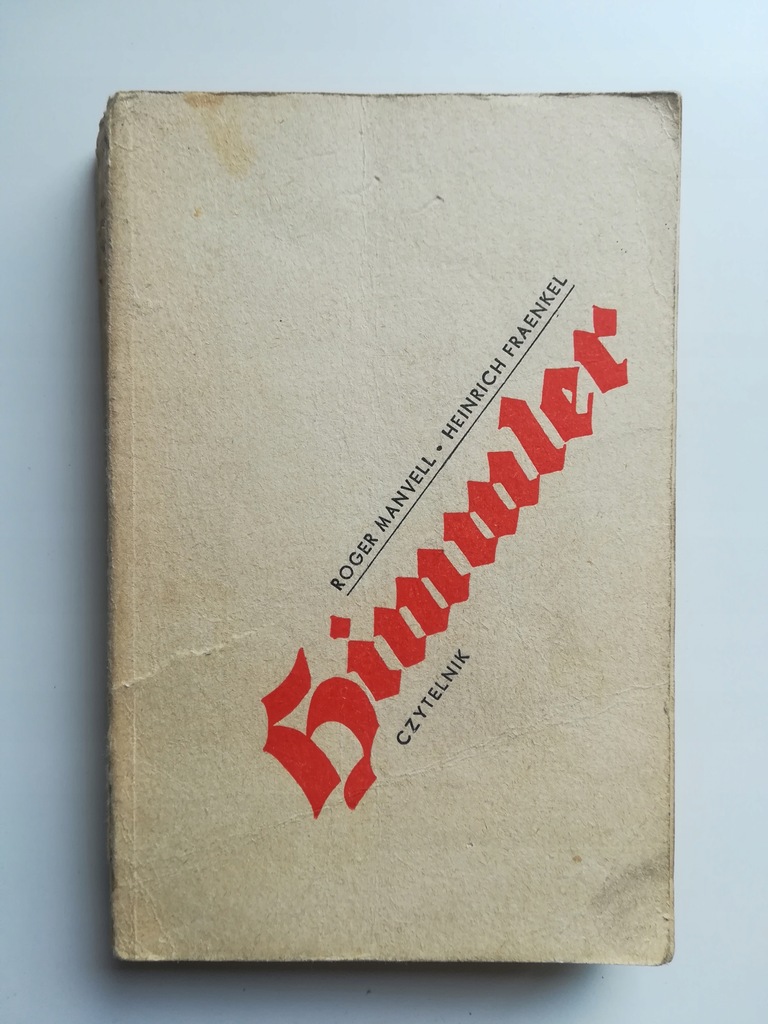 ROGER MANVELL • HEINRICH FRAENKEL
Himmler
CZYTELNIK